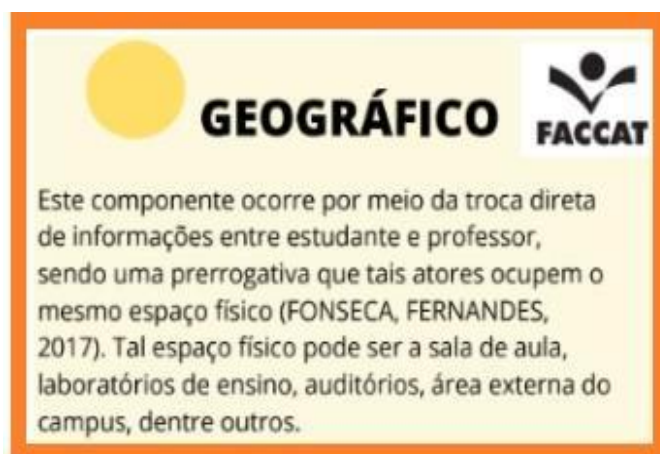 GEOGRÁFICO
FACCAT
Este componente ocorre por meio da troca direta
de informações entre estudante e professor,
sendo uma prerrogativa que tais atores ocupem o
mesmo espaço físico (FONSECA, FERNANDES,
2017). Tal espaço físico pode ser a sala de aula,
laboratórios de ensino, auditórios, área externa do
campus, dentre outros.